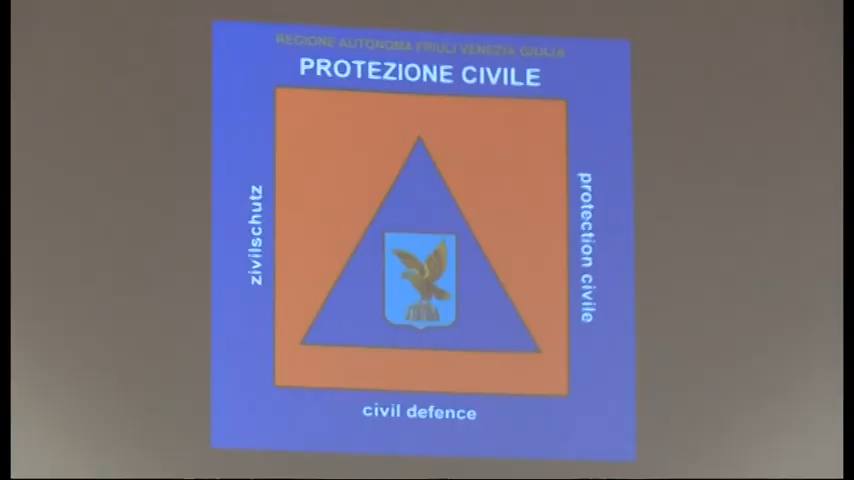 REGIONE AUTONOMA FRIULI VENEZIA GIULIA
PROTEZIONE CIVILE
zivilschutz
protection civile
civil defence